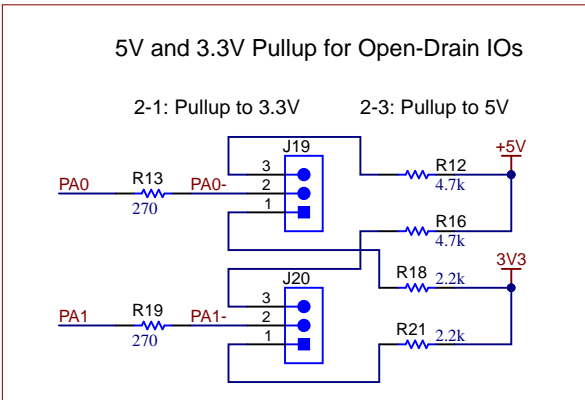 5V and 3.3V Pullup for Open-Drain IOs
2-1: Pullup to 3.3V 2-3: Pullup to 5V
J19
+5V
3
R12
4.7k
PA0
R13
270
PA0-
2
1
R16
4.7k
J20
R18
2.2k
3V3
3
PA1
R19
270
PA1-
2
1
R21
2.2k